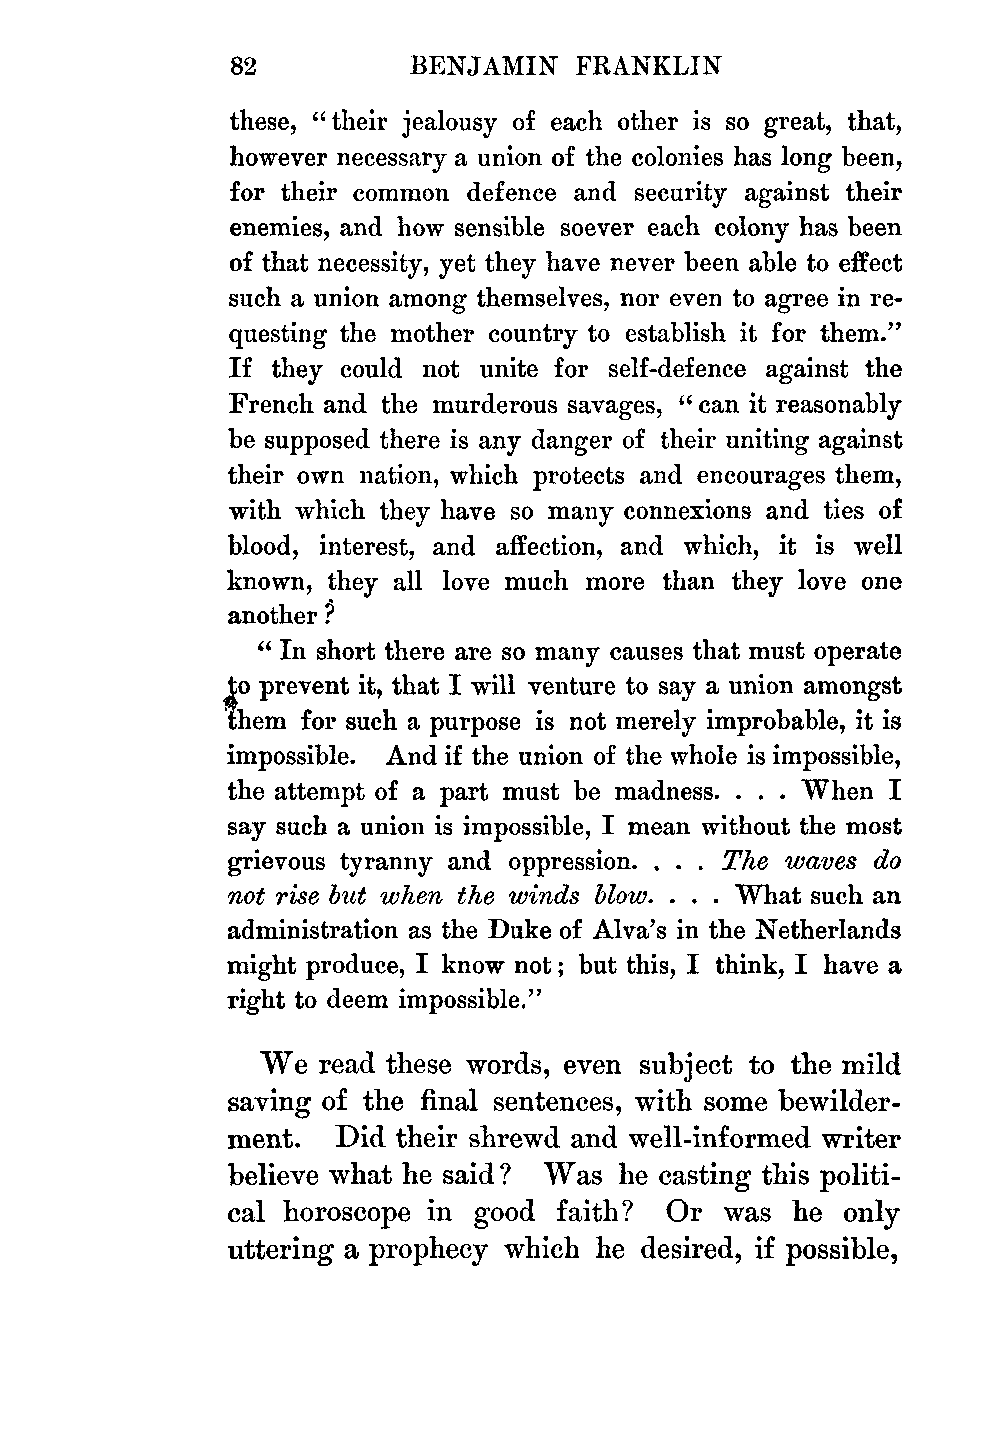 82 BENJAMIN FRANKLIN
these, “their jealousy of each other is so great, that,
however necessary a union of the colonies has long been,
for their common defence and security against their
enemies, and how sensible soever each colony has been
of that necessity, yet they have never been able to effect
such a union among themselves, nor even to agree in re-
questing the mother country to establish it for them.”
If they could not unite for self-defence against the
French and the murderous savages, “can it reasonably
be supposed there is any danger of their uniting against
their own nation, which protects and encourages them,
with which they have so many connexions and ties of
blood, interest, and affection, and which, it is well
known, they all love much more than they love one
another?
“In short there are so many causes that must operate
to prevent it, that I will venture to say a union amongst
them for such a purpose is not merely improbable, it is
impossible. And if the union of the whole is impossible,
the attempt of a part must be madness. . . . When I
say such a union is impossible, I mean without the most
grievous tyranny and oppression. . . . The waves do
not rise but when the winds blow. . . . What such an
administration as the Duke of Alva’s in the Netherlands
might produce, I know not; but this, I think, I have a
right to deem impossible.”
We read these words, even subject to the mild
saving of the final sentences, with some bewilder-
ment. Did their shrewd and well-informed writer
believe what he said? Was he casting this politi-
cal horoscope in good faith? Or was he only
uttering a prophecy which he desired, if possible,